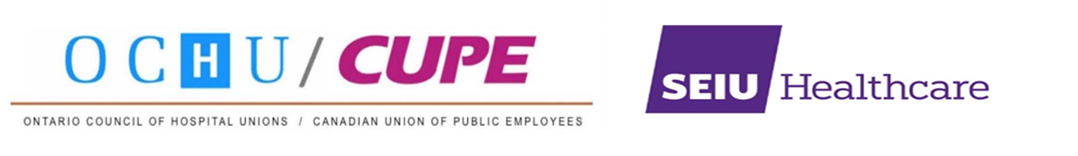 OCHU/CUPE
ONTARIO COUNCIL OF HOSPITAL UNIONS / CANADIAN UNION OF PUBLIC EMPLOYEES
SEIU Healthcare